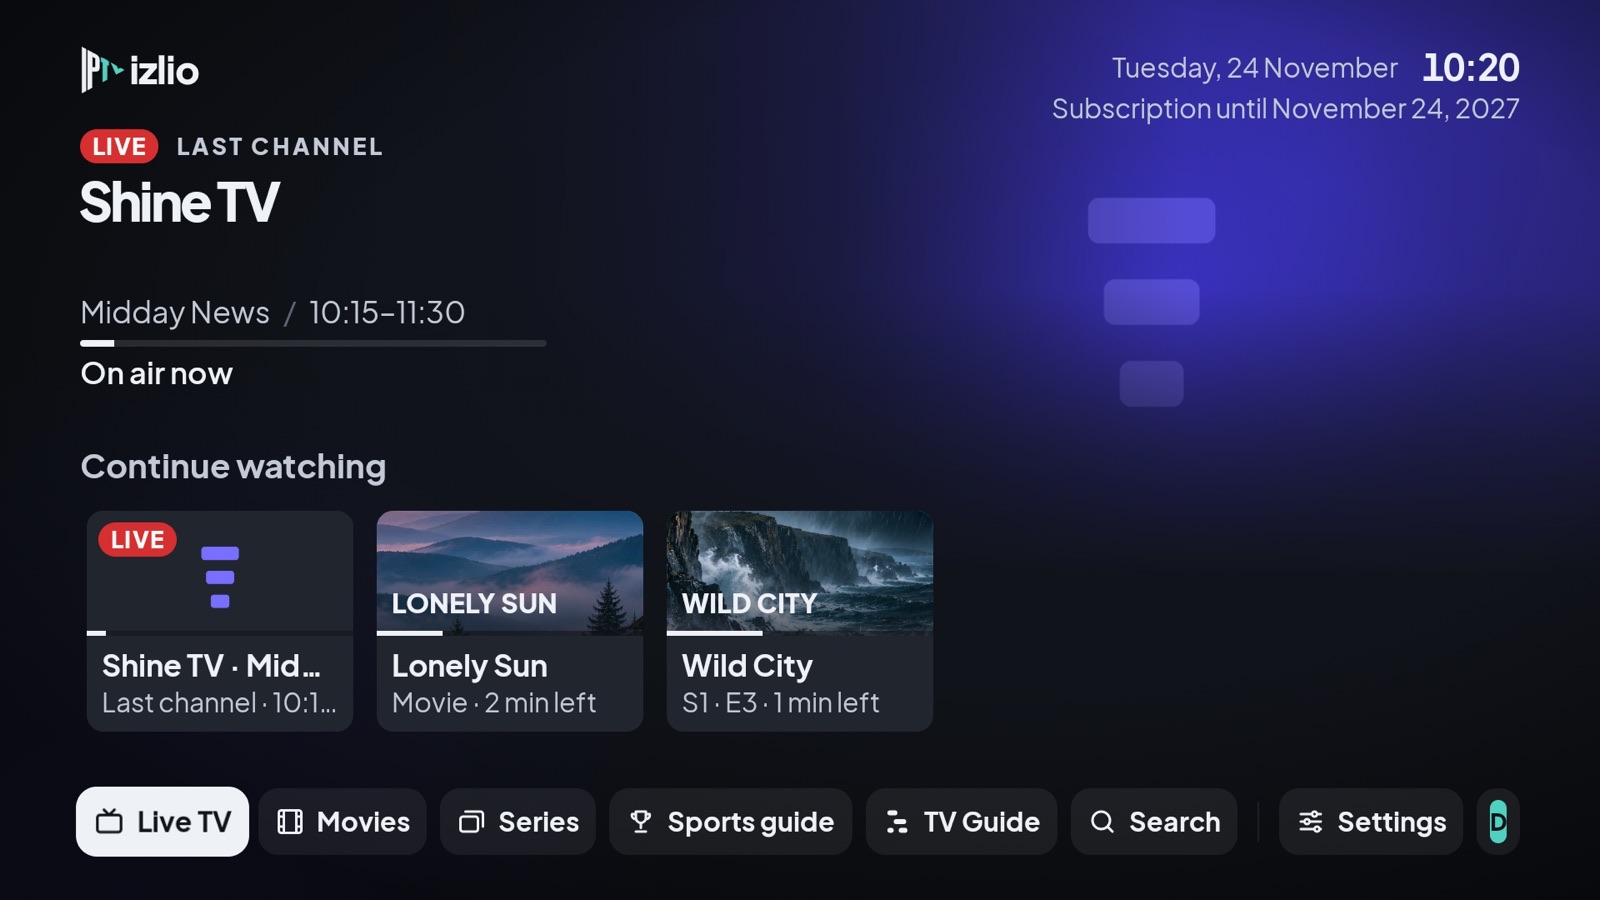 IPTV izlio
Tuesday, 24 November 10:20
Subscription until November 24, 2027
LIVE LAST CHANNEL
Shine TV
Midday News / 10:15–11:30
On air now
Continue watching
LIVE
LONELY SUN
WILD CITY
Shine TV · Mid...
Last channel · 10:1...
Lonely Sun
Movie · 2 min left
Wild City
S1 · E3 · 1 min left
Live TV
Movies
Series
Sports guide
TV Guide
Search
Settings
D